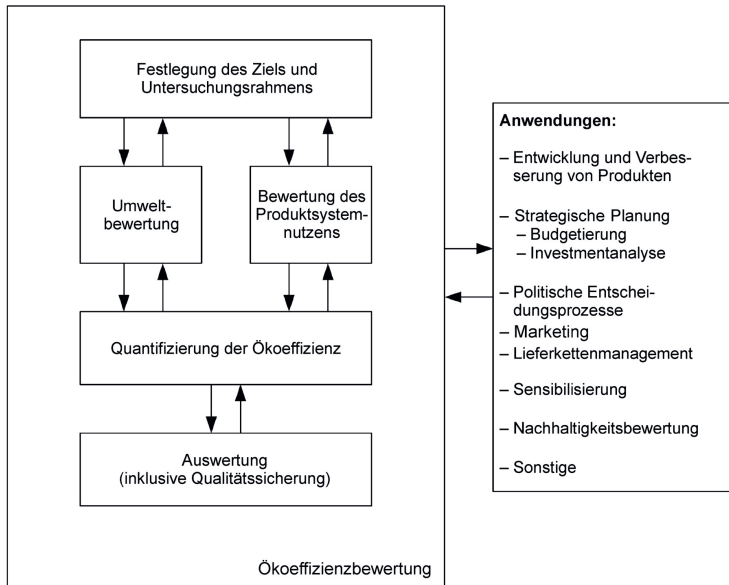 Festlegung des Ziels und
Untersuchungsrahmens
Umwelt-
bewertung
Bewertung des
Produktsystem-
nutzens
Quantifizierung der Ökoeffizienz
Auswertung
(inklusive Qualitätssicherung)
Ökoeffizienzbewertung
Anwendungen:
– Entwicklung und Verbes-
serung von Produkten
– Strategische Planung
– Budgetierung
– Investmentanalyse
– Politische Entschei-
dungsprozesse
– Marketing
– Lieferkettenmanagement
– Sensibilisierung
– Nachhaltigkeitsbewertung
– Sonstige